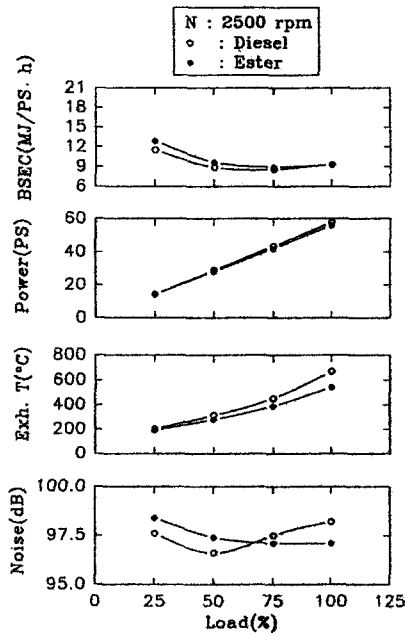 N : 2500 rpm
○ : Diesel
● : Ester
BSEC(MJ/PS· h)
21
18
15
12
9
6
Power(PS)
60
40
20
0
Exh. T(°C)
800
600
400
200
0
Noise(dB)
100.0
97.5
95.0
0 25 50 75 100 125
Load(%)